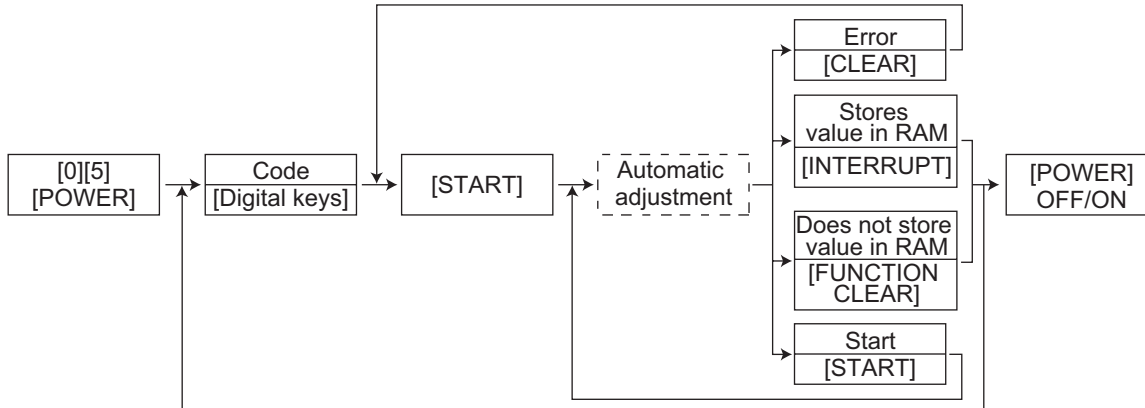 [0][5]
[POWER]
Code
[Digital keys]
[START]
Automatic
adjustment
Error
[CLEAR]
Stores
value in RAM
[INTERRUPT]
Does not store
value in RAM
[FUNCTION
CLEAR]
Start
[START]
[POWER]
OFF/ON